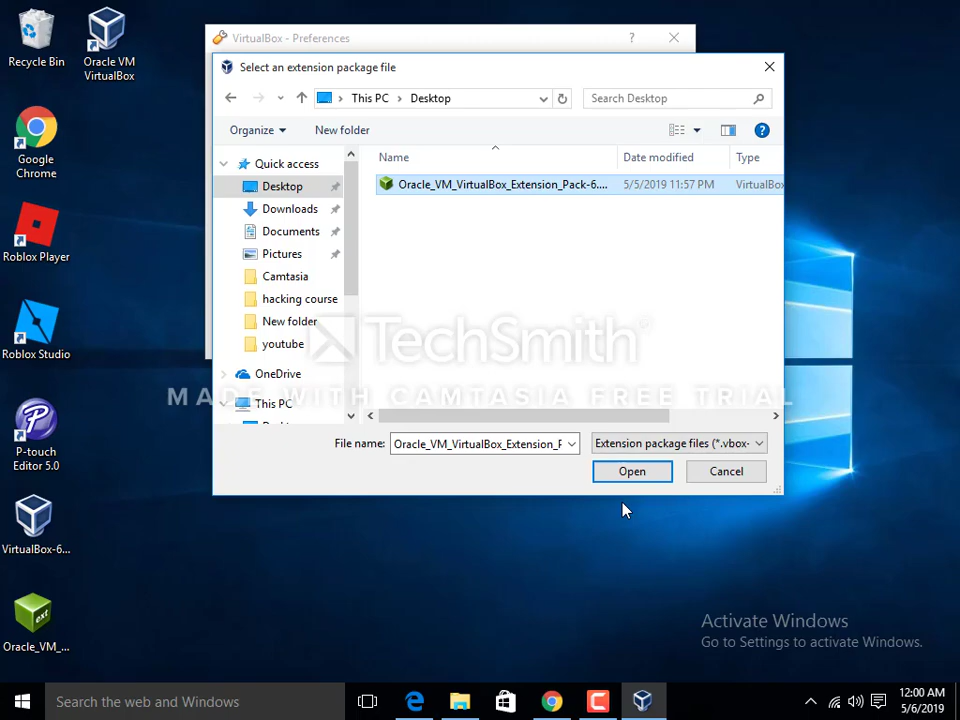 Recycle Bin
Oracle VM
VirtualBox
Google
Chrome
Roblox Player
Roblox Studio
P-touch
Editor 5.0
VirtualBox-6...
Oracle_VM_...
VirtualBox - Preferences
?
Select an extension package file
This PC > Desktop
Search Desktop
Organize
New folder
?
Quick access
Desktop
Downloads
Documents
Pictures
Camtasia
hacking course
New folder
youtube
OneDrive
This PC
Name
Date modified
Type
Oracle_VM_VirtualBox_Extension_Pack-6....
5/5/2019 11:57 PM
VirtualBox
TechSmith®
MADE WITH CAMTASIA FREE TRIAL
File name:
Oracle_VM_VirtualBox_Extension_P
Extension package files (*.vbox-
Open
Cancel
Activate Windows
Go to Settings to activate Windows.
ext
Search the web and Windows
12:00 AM
5/6/2019